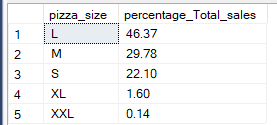 pizza_size percentage_Total_sales
1 L 46.37
2 M 29.78
3 S 22.10
4 XL 1.60
5 XXL 0.14